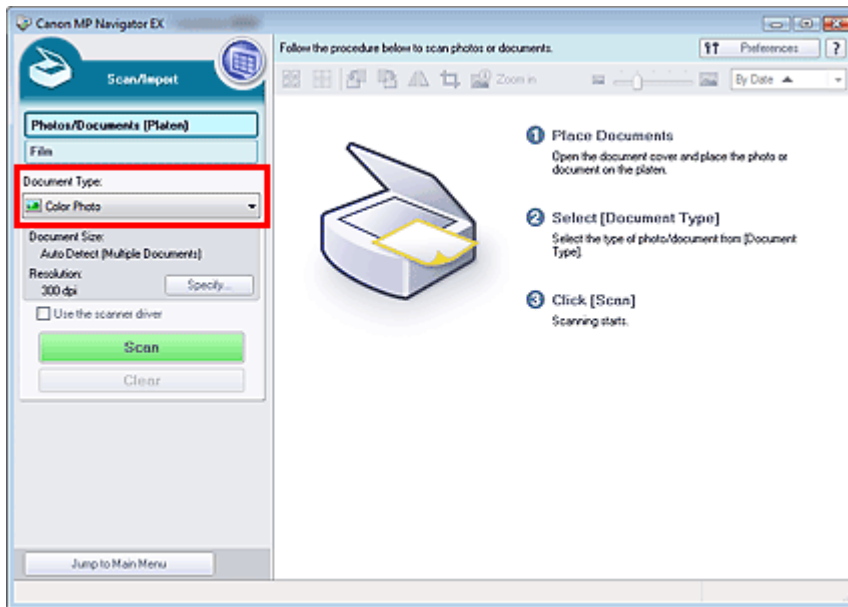 Canon MP Navigator EX
Scan/Import
Photos/Documents (Platen)
Film
Document Type:
Color Photo
Document Size:
Auto Detect (Multiple Documents)
Resolution:
300 dpi
Specify...
Use the scanner driver
Scan
Clear
Jump to Main Menu
Follow the procedure below to scan photos or documents.
Preferences
?
Zoom in
By Date
1 Place Documents
Open the document cover and place the photo or
document on the platen.
2 Select [Document Type]
Select the type of photo/document from [Document
Type].
3 Click [Scan]
Scanning starts.